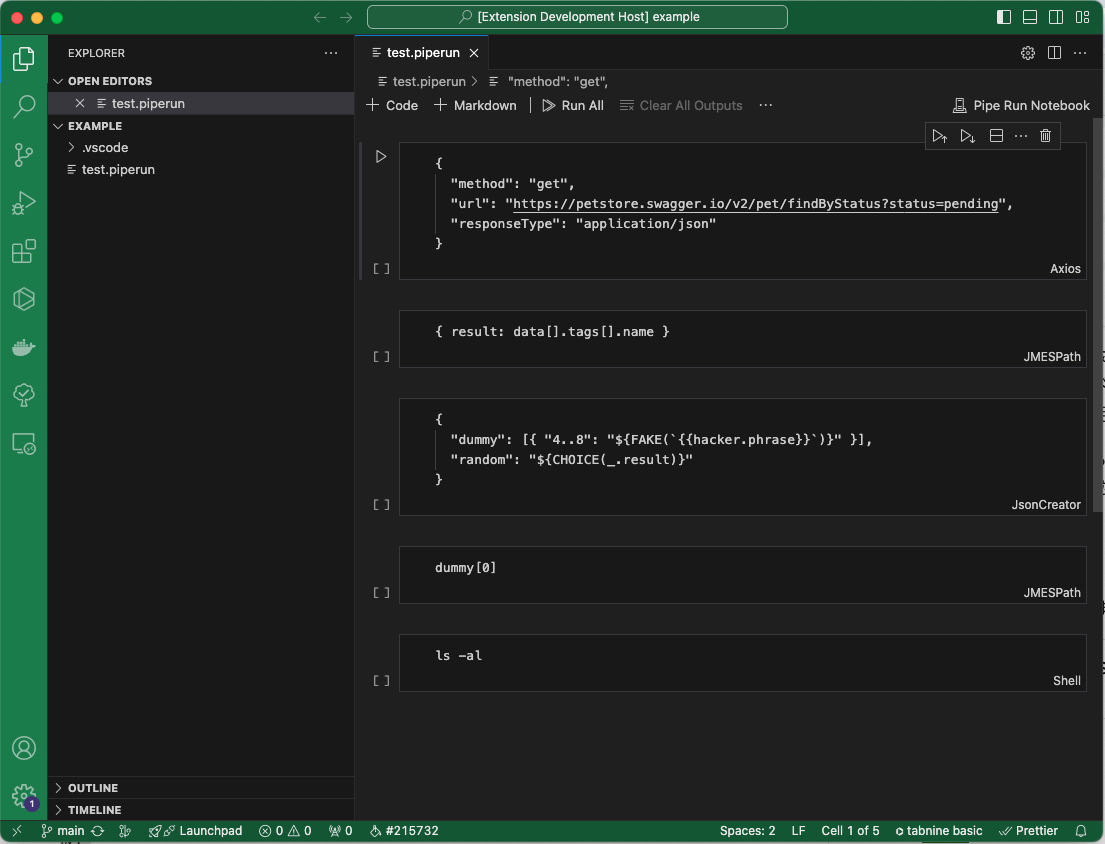 [Extension Development Host] example
EXPLORER
OPEN EDITORS
test.piperun
EXAMPLE
.vscode
test.piperun
OUTLINE
TIMELINE
test.piperun
test.piperun > "method": "get",
Code Markdown Run All Clear All Outputs Pipe Run Notebook
{
"method": "get",
"url": "https://petstore.swagger.io/v2/pet/findByStatus?status=pending",
"responseType": "application/json"
}
[ ] Axios
{ result: data[].tags[].name }
[ ] JMESPath
{
"dummy": [{ "4..8": "${FAKE(`{{hacker.phrase}}`)}" }],
"random": "${CHOICE(_.result)}"
}
[ ] JsonCreator
dummy[0]
[ ] JMESPath
ls -al
[ ] Shell
1
main Launchpad 0 0 0 #215732 Spaces: 2 LF Cell 1 of 5 tabnine basic Prettier